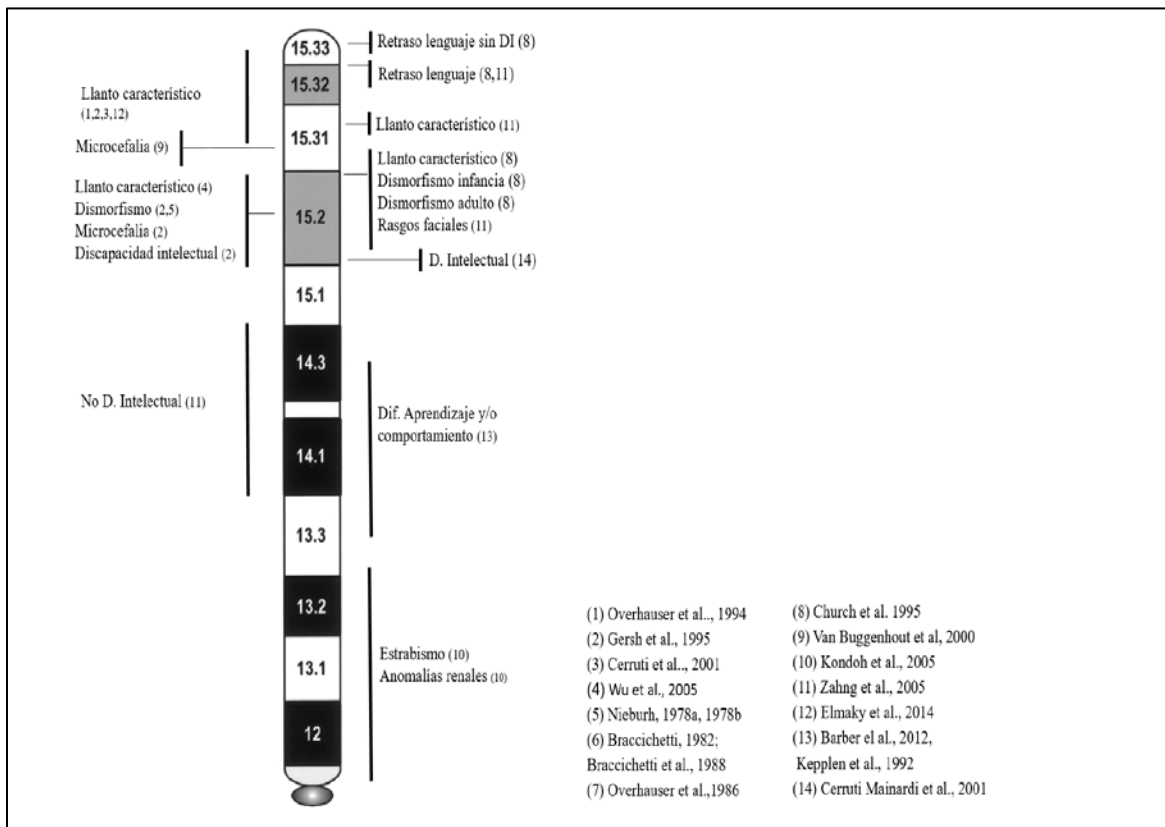 15.33
15.32
15.31
15.2
15.1
14.3
14.1
13.3
13.2
13.1
12
Llanto característico
(1,2,3,12)
Microcefalia (9)
Llanto característico (4)
Dismorfismo (2,5)
Microcefalia (2)
Discapacidad intelectual (2)
No D. Intelectual (11)
Retraso lenguaje sin DI (8)
Retraso lenguaje (8,11)
Llanto característico (11)
Llanto característico (8)
Dismorfismo infancia (8)
Dismorfismo adulto (8)
Rasgos faciales (11)
D. Intelectual (14)
Dif. Aprendizaje y/o
comportamiento (13)
Estrabismo (10)
Anomalías renales (10)
(1) Overhauser et al.., 1994
(2) Gersh et al., 1995
(3) Cerruti et al.., 2001
(4) Wu et al., 2005
(5) Nieburh, 1978a, 1978b
(6) Braccichetti, 1982;
Braccichetti et al., 1988
(7) Overhauser et al.,1986
(8) Church et al. 1995
(9) Van Buggenhout et al, 2000
(10) Kondoh et al., 2005
(11) Zahng et al., 2005
(12) Elmaky et al., 2014
(13) Barber el al., 2012,
Kepplen et al., 1992
(14) Cerruti Mainardi et al., 2001